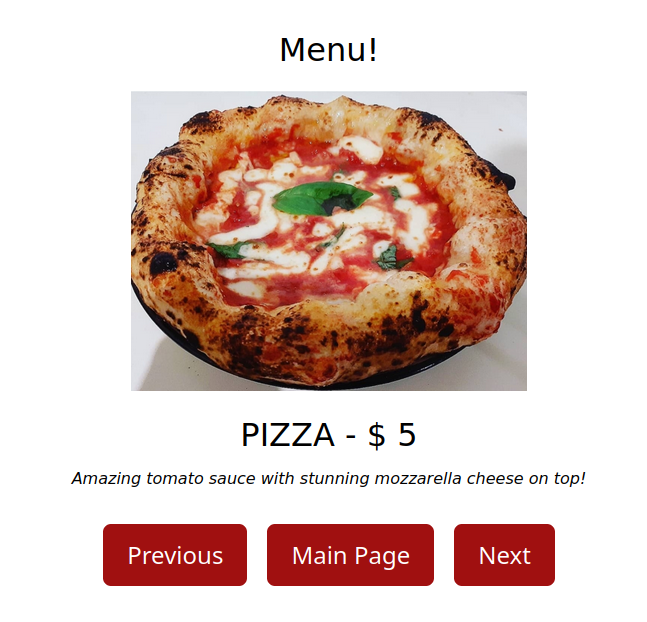 Menu!
PIZZA - $ 5
Amazing tomato sauce with stunning mozzarella cheese on top!
Previous Main Page Next